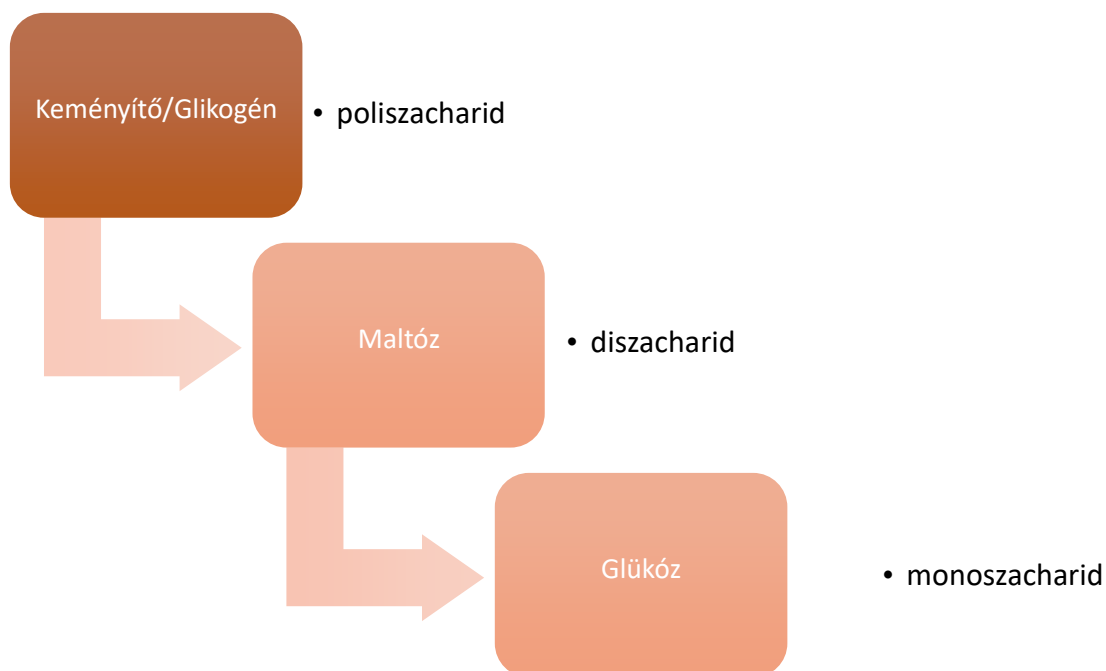 Keményítő/Glikogén
• poliszacharid
Maltóz
• diszacharid
Glükóz
• monoszacharid